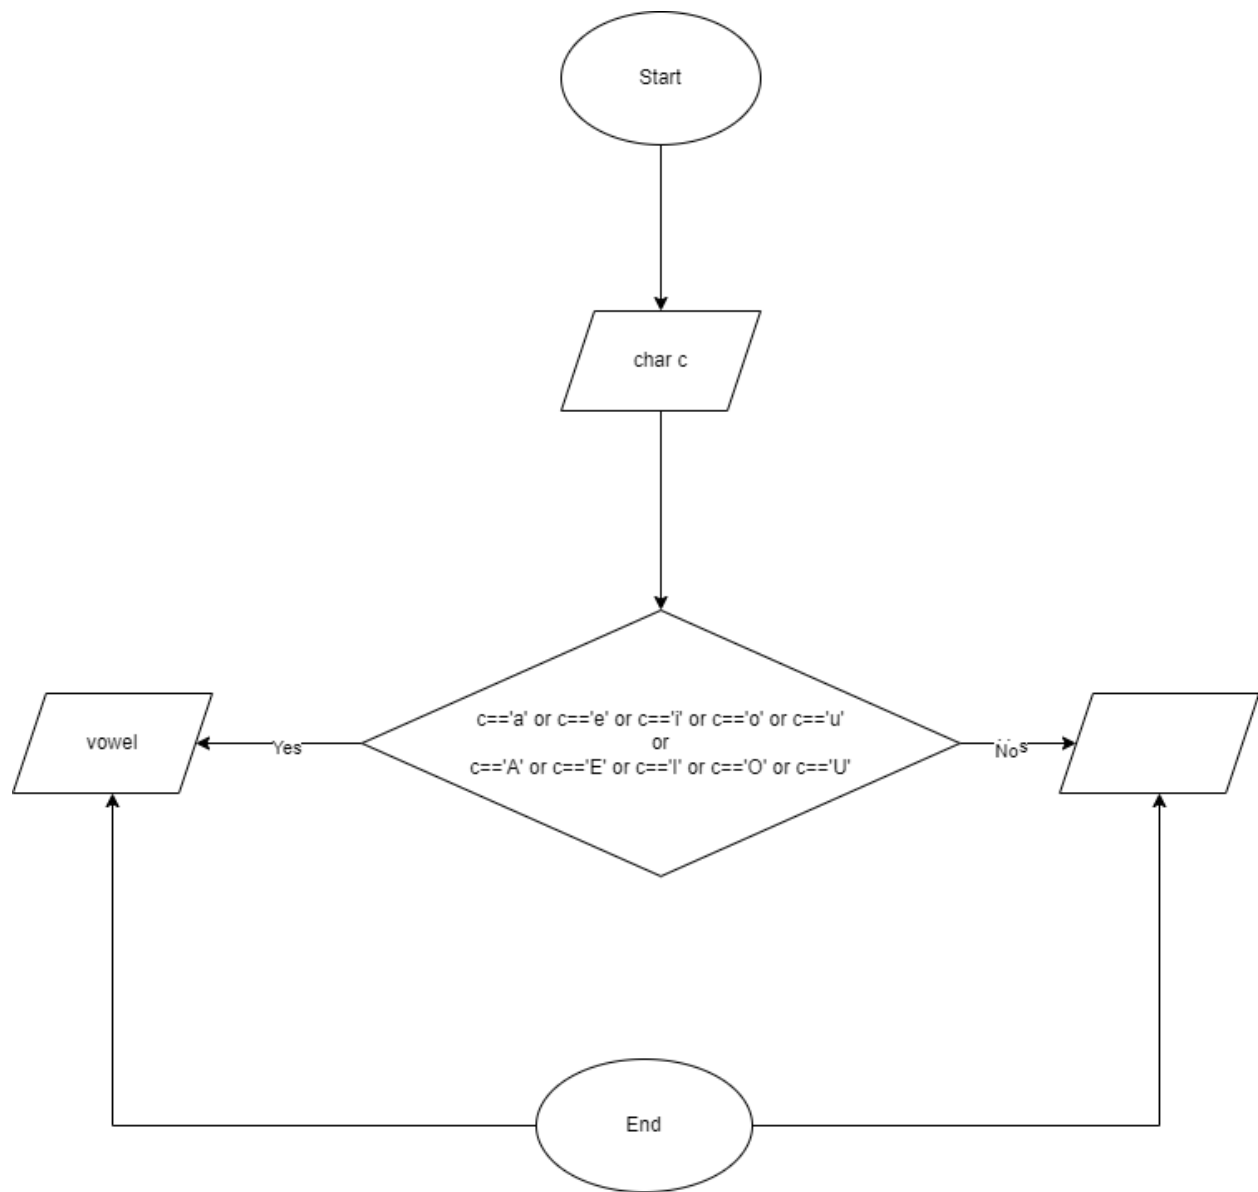 Start
char c
c=='a' or c=='e' or c=='i' or c=='o' or c=='u'
or
c=='A' or c=='E' or c=='I' or c=='O' or c=='U'
vowel
Yes
No
End